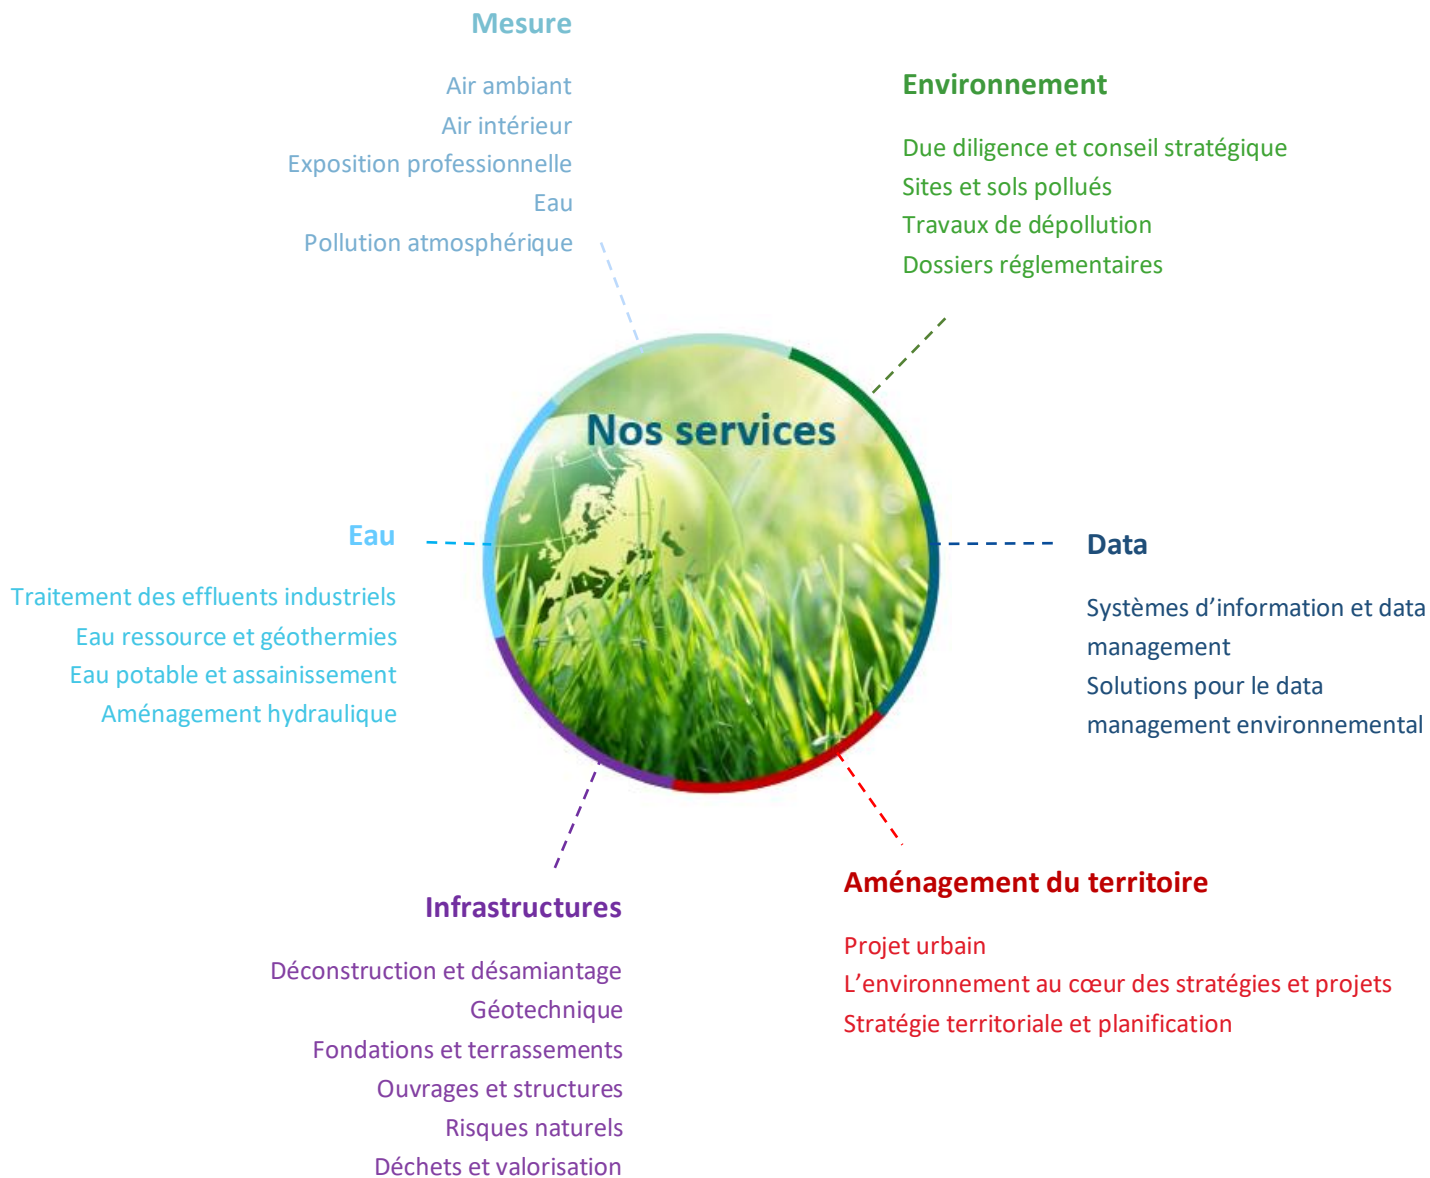 Mesure
Air ambiant
Air intérieur
Exposition professionnelle
Eau
Pollution atmosphérique
Environnement
Due diligence et conseil stratégique
Sites et sols pollués
Travaux de dépollution
Dossiers réglementaires
Nos services
Eau
Traitement des effluents industriels
Eau ressource et géothermies
Eau potable et assainissement
Aménagement hydraulique
Data
Systèmes d’information et data
management
Solutions pour le data
management environnemental
Infrastructures
Déconstruction et désamiantage
Géotechnique
Fondations et terrassements
Ouvrages et structures
Risques naturels
Déchets et valorisation
Aménagement du territoire
Projet urbain
L’environnement au cœur des stratégies et projets
Stratégie territoriale et planification